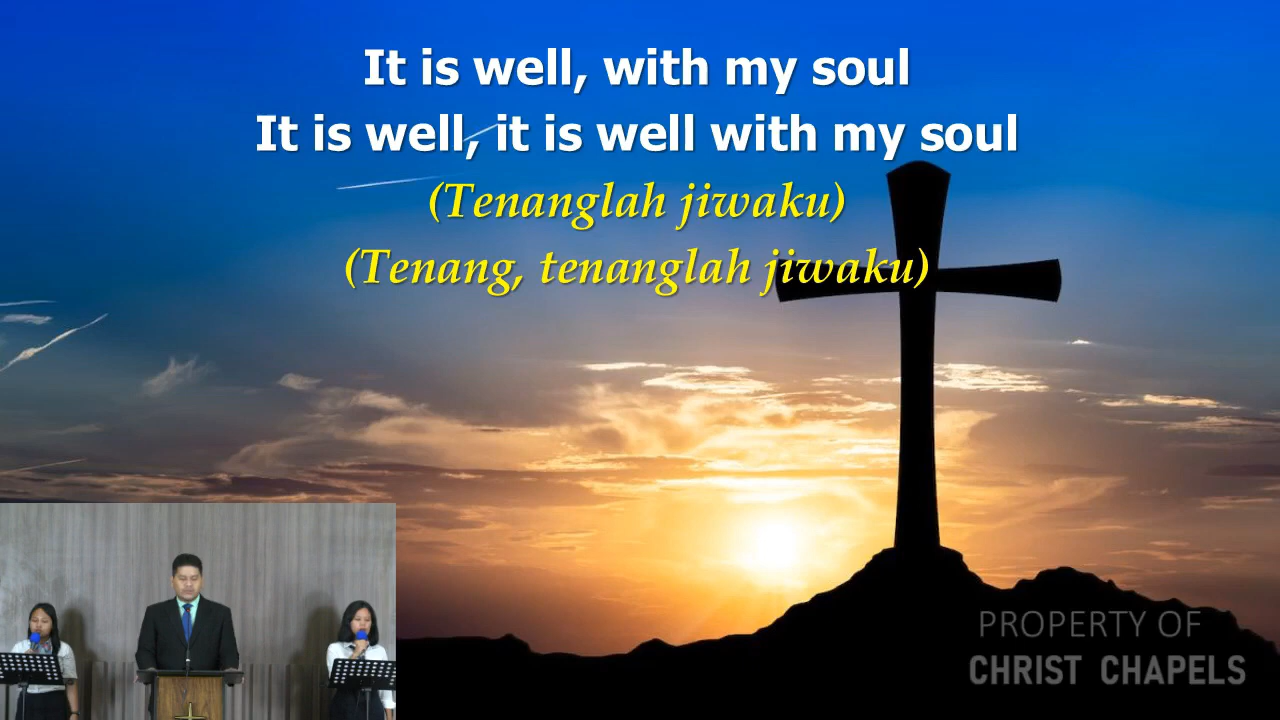 It is well, with my soul
It is well, it is well with my soul
(Tenanglah jiwaku)
(Tenang, tenanglah jiwaku)
PROPERTY OF
CHRIST CHAPELS